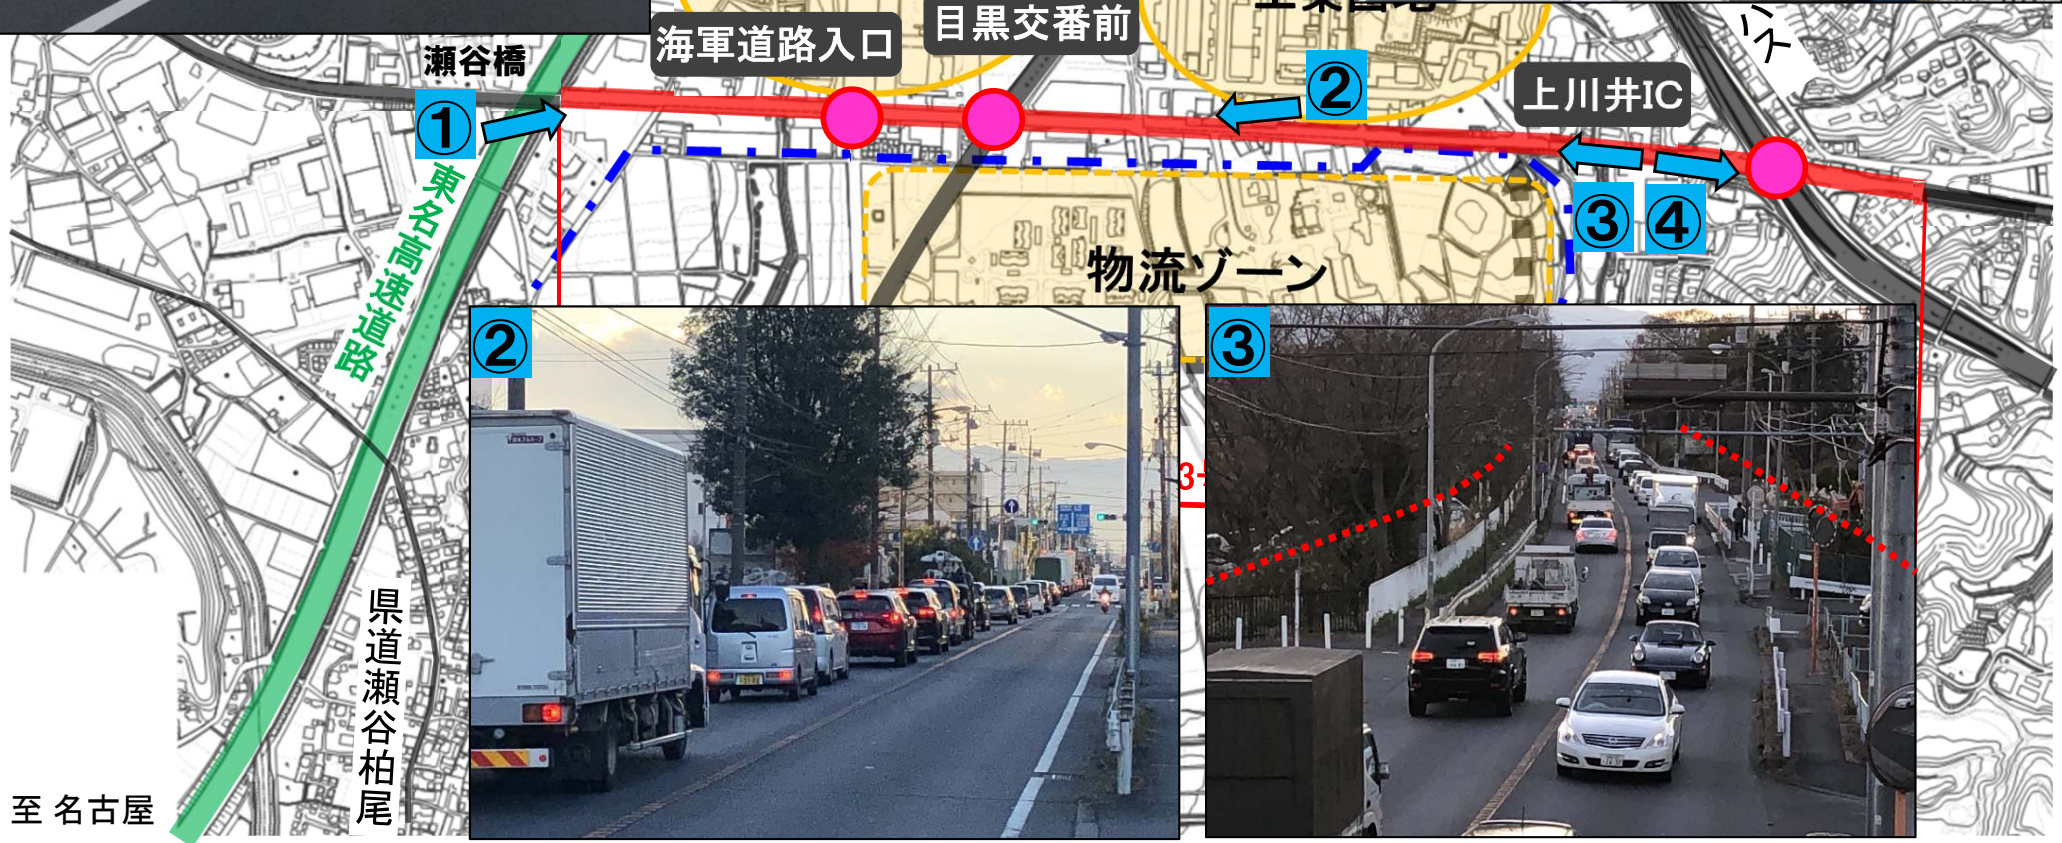 海軍道路入口
目黒交番前
瀬谷橋
①
②
上川井IC
③
④
東名高速道路
物流ゾーン
②
③
県道瀬谷柏尾
至 名古屋